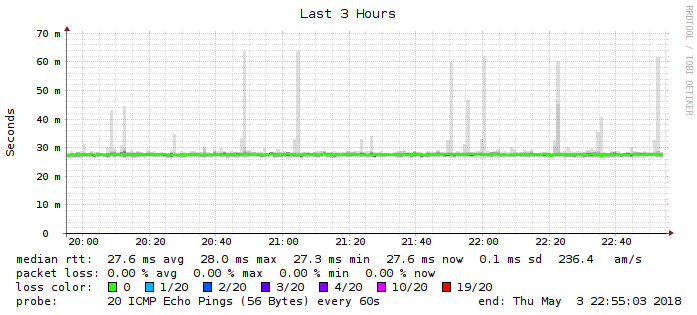 Last 3 Hours
RRDTOOL / TOBI OETIKER
Seconds
70 m
60 m
50 m
40 m
30 m
20 m
10 m
0
20:00 20:20 20:40 21:00 21:20 21:40 22:00 22:20 22:40
median rtt: 27.6 ms avg 28.0 ms max 27.3 ms min 27.6 ms now 0.1 ms sd 236.4 am/s
packet loss: 0.00 % avg 0.00 % max 0.00 % min 0.00 % now
loss color: 0 1/20 2/20 3/20 4/20 10/20 19/20
probe: 20 ICMP Echo Pings (56 Bytes) every 60s end: Thu May 3 22:55:03 2018